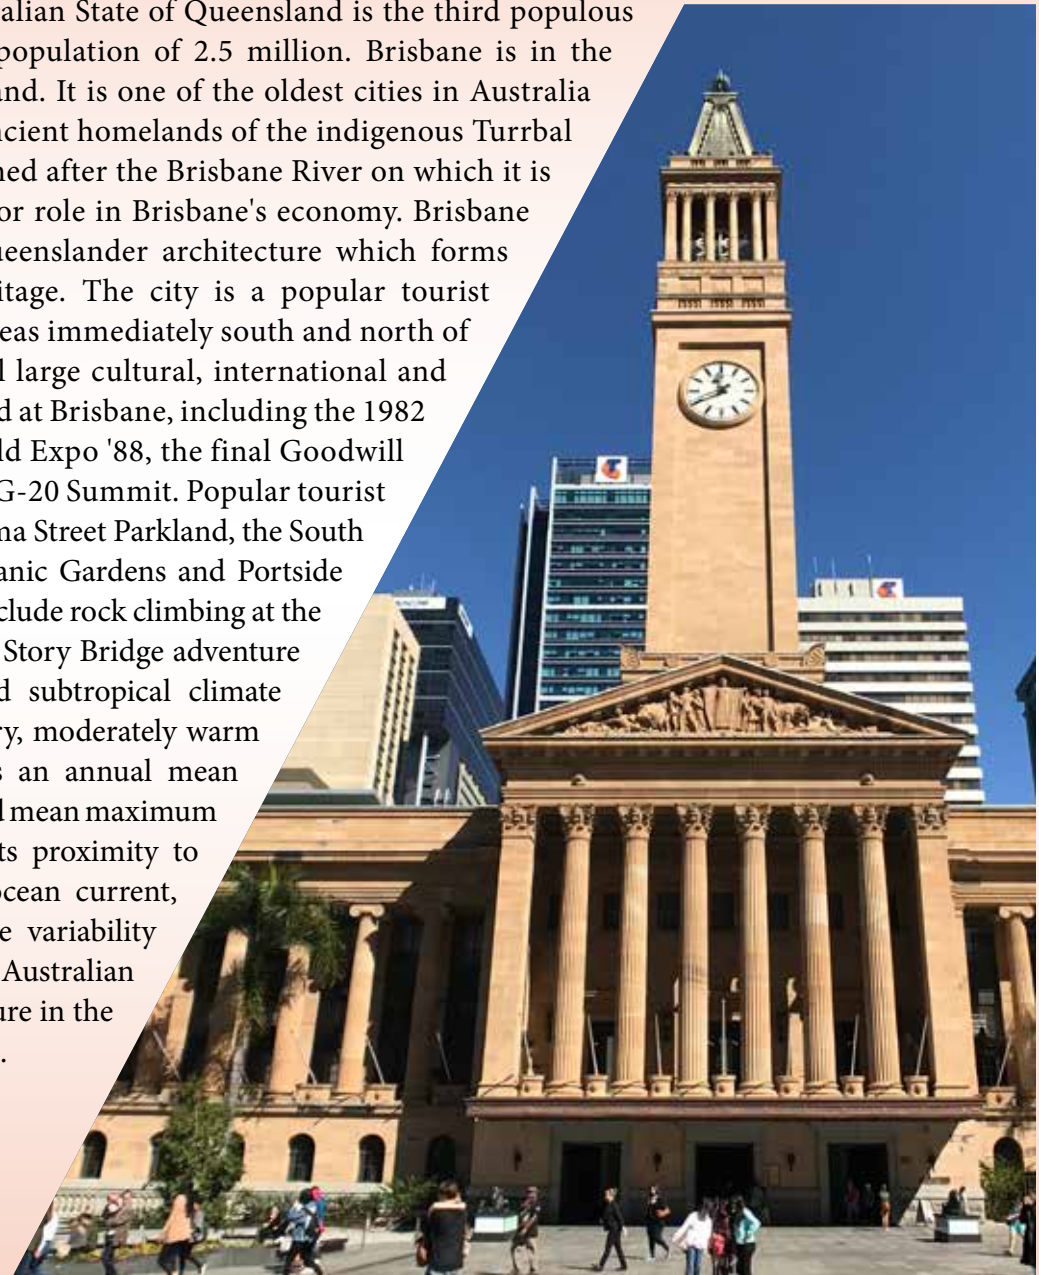 alian State of Queensland is the third populous
population of 2.5 million. Brisbane is in the
and. It is one of the oldest cities in Australia
ncient homelands of the indigenous Turrbal
ned after the Brisbane River on which it is
or role in Brisbane's economy. Brisbane
ueenslander architecture which forms
itage. The city is a popular tourist
eas immediately south and north of
l large cultural, international and
d at Brisbane, including the 1982
ld Expo '88, the final Goodwill
G-20 Summit. Popular tourist
ma Street Parkland, the South
anic Gardens and Portside
clude rock climbing at the
Story Bridge adventure
d subtropical climate
ry, moderately warm
s an annual mean
d mean maximum
ts proximity to
ocean current,
e variability
Australian
ure in the
.